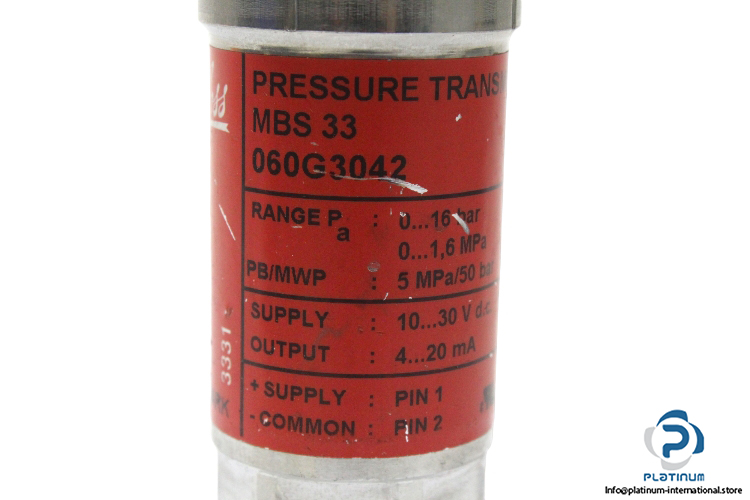 PRESSURE TRANS
MBS 33
060G3042
RANGE Pa : 0...16 bar
0...1,6 MPa
PB/MWP : 5 MPa/50 bar
SUPPLY : 10...30 V d.c.
OUTPUT : 4...20 mA
+ SUPPLY : PIN 1
- COMMON : PIN 2
3331
PLATINUM
Info@platinum-international.store